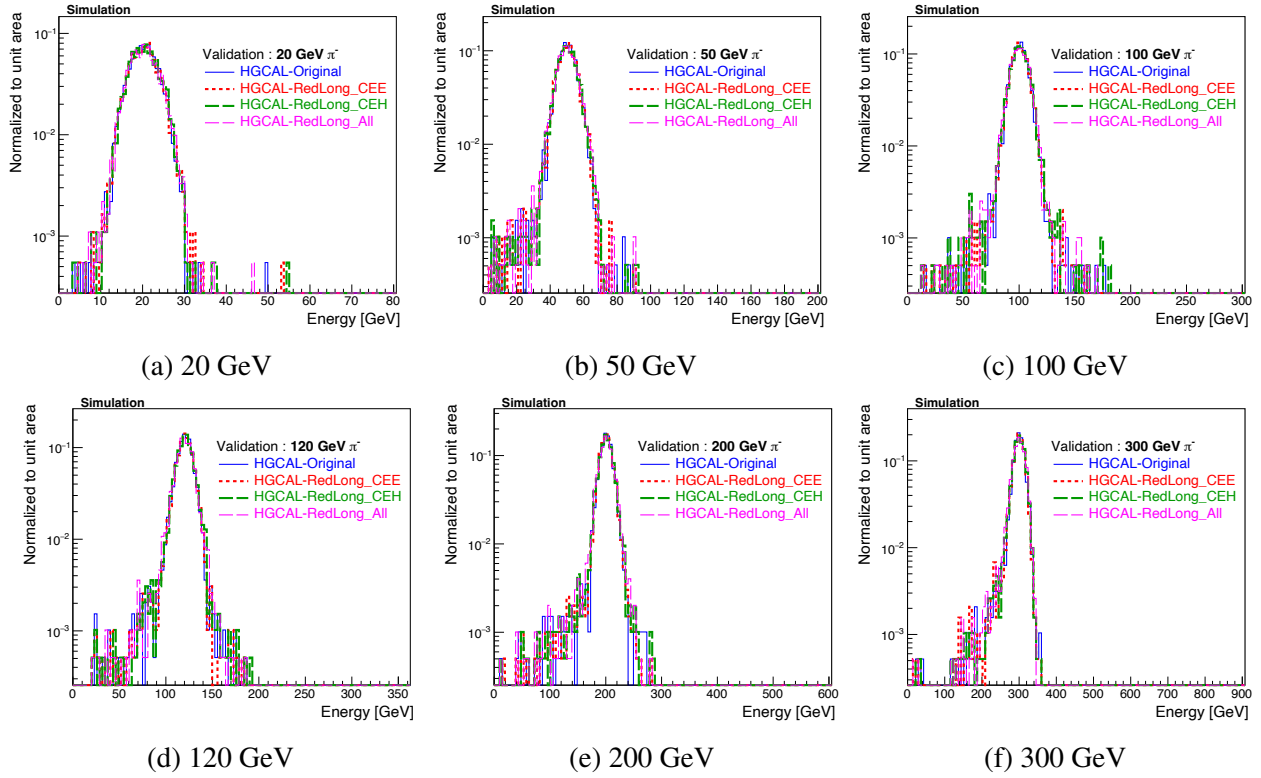 Simulation
Normalized to unit area
10⁻¹
10⁻²
10⁻³
Validation : 20 GeV π⁻
HGCAL-Original
HGCAL-RedLong_CEE
HGCAL-RedLong_CEH
HGCAL-RedLong_All
0 10 20 30 40 50 60 70 80
Energy [GeV]
(a) 20 GeV
Simulation
Normalized to unit area
10⁻¹
10⁻²
10⁻³
Validation : 50 GeV π⁻
HGCAL-Original
HGCAL-RedLong_CEE
HGCAL-RedLong_CEH
HGCAL-RedLong_All
0 20 40 60 80 100 120 140 160 180 200
Energy [GeV]
(b) 50 GeV
Simulation
Normalized to unit area
10⁻¹
10⁻²
10⁻³
Validation : 100 GeV π⁻
HGCAL-Original
HGCAL-RedLong_CEE
HGCAL-RedLong_CEH
HGCAL-RedLong_All
0 50 100 150 200 250 300
Energy [GeV]
(c) 100 GeV
Simulation
Normalized to unit area
10⁻¹
10⁻²
10⁻³
Validation : 120 GeV π⁻
HGCAL-Original
HGCAL-RedLong_CEE
HGCAL-RedLong_CEH
HGCAL-RedLong_All
0 50 100 150 200 250 300 350
Energy [GeV]
(d) 120 GeV
Simulation
Normalized to unit area
10⁻¹
10⁻²
10⁻³
Validation : 200 GeV π⁻
HGCAL-Original
HGCAL-RedLong_CEE
HGCAL-RedLong_CEH
HGCAL-RedLong_All
0 100 200 300 400 500 600
Energy [GeV]
(e) 200 GeV
Simulation
Normalized to unit area
10⁻¹
10⁻²
10⁻³
Validation : 300 GeV π⁻
HGCAL-Original
HGCAL-RedLong_CEE
HGCAL-RedLong_CEH
HGCAL-RedLong_All
0 100 200 300 400 500 600 700 800 900
Energy [GeV]
(f) 300 GeV